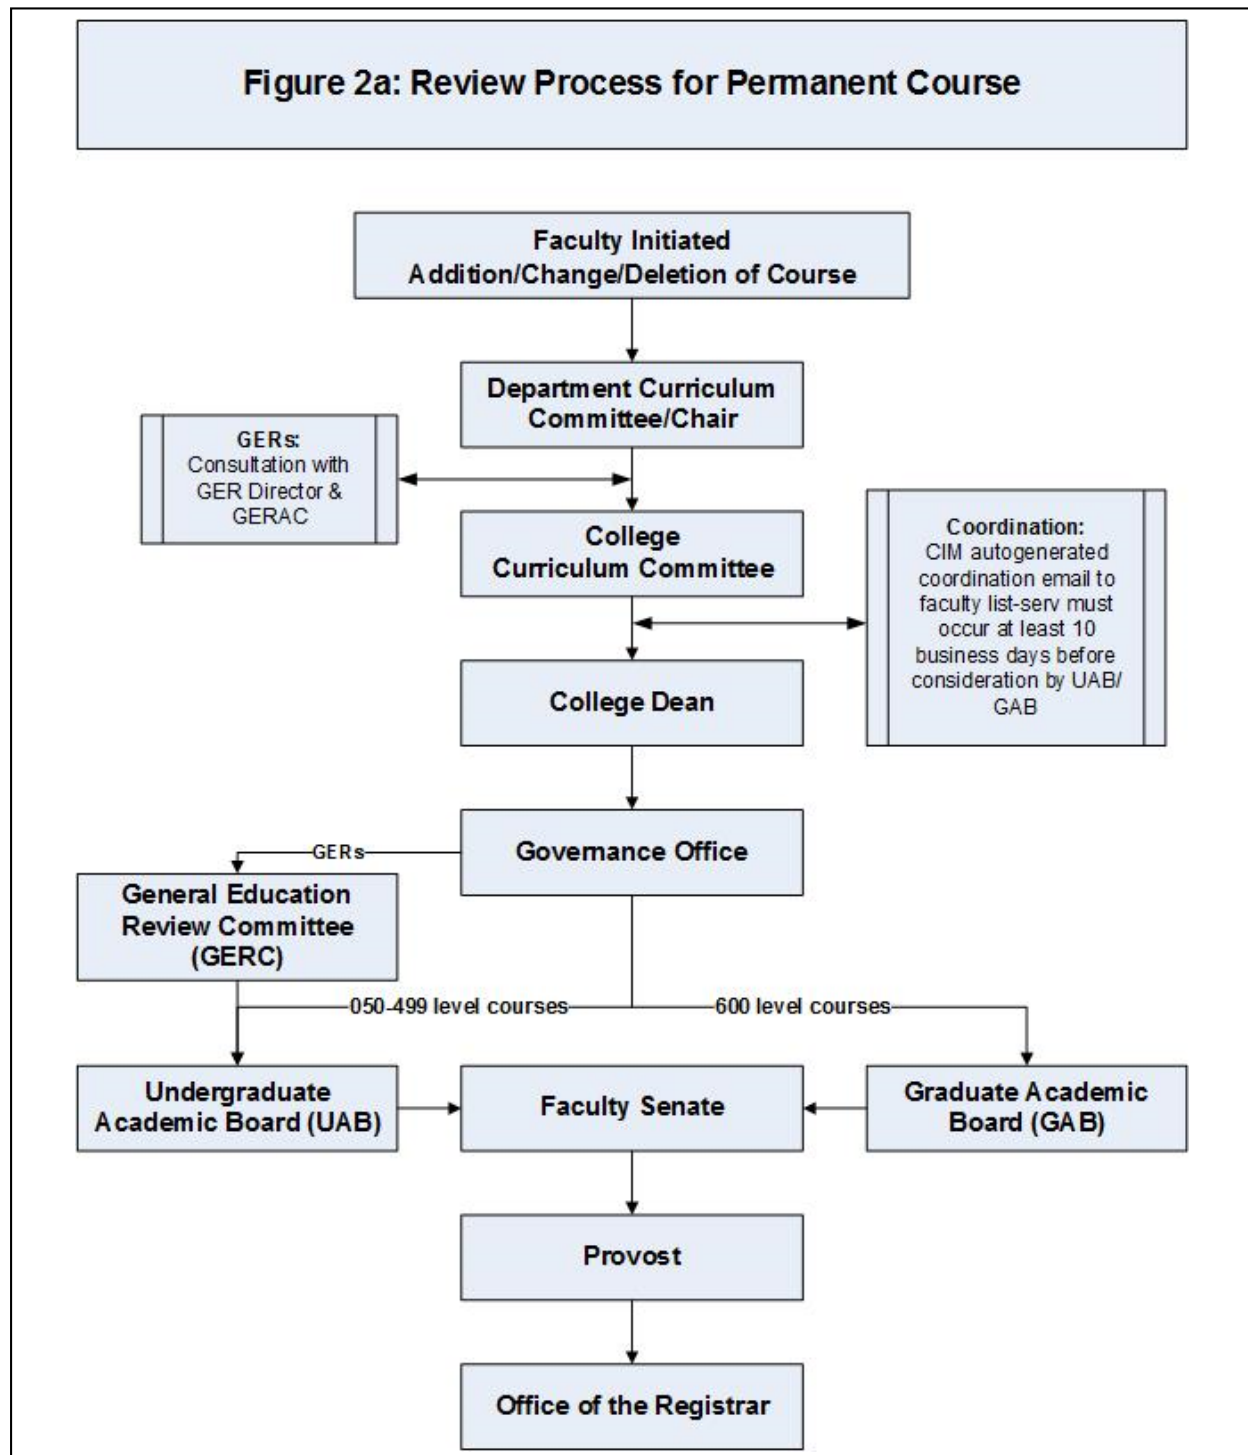 Figure 2a: Review Process for Permanent Course
Faculty Initiated
Addition/Change/Deletion of Course
Department Curriculum
Committee/Chair
GERs:
Consultation with
GER Director &
GERAC
College
Curriculum Committee
Coordination:
CIM autogenerated
coordination email to
faculty list-serv must
occur at least 10
business days before
consideration by UAB/
GAB
College Dean
Governance Office
GERs
General Education
Review Committee
(GERC)
050-499 level courses
600 level courses
Undergraduate
Academic Board (UAB)
Faculty Senate
Graduate Academic
Board (GAB)
Provost
Office of the Registrar